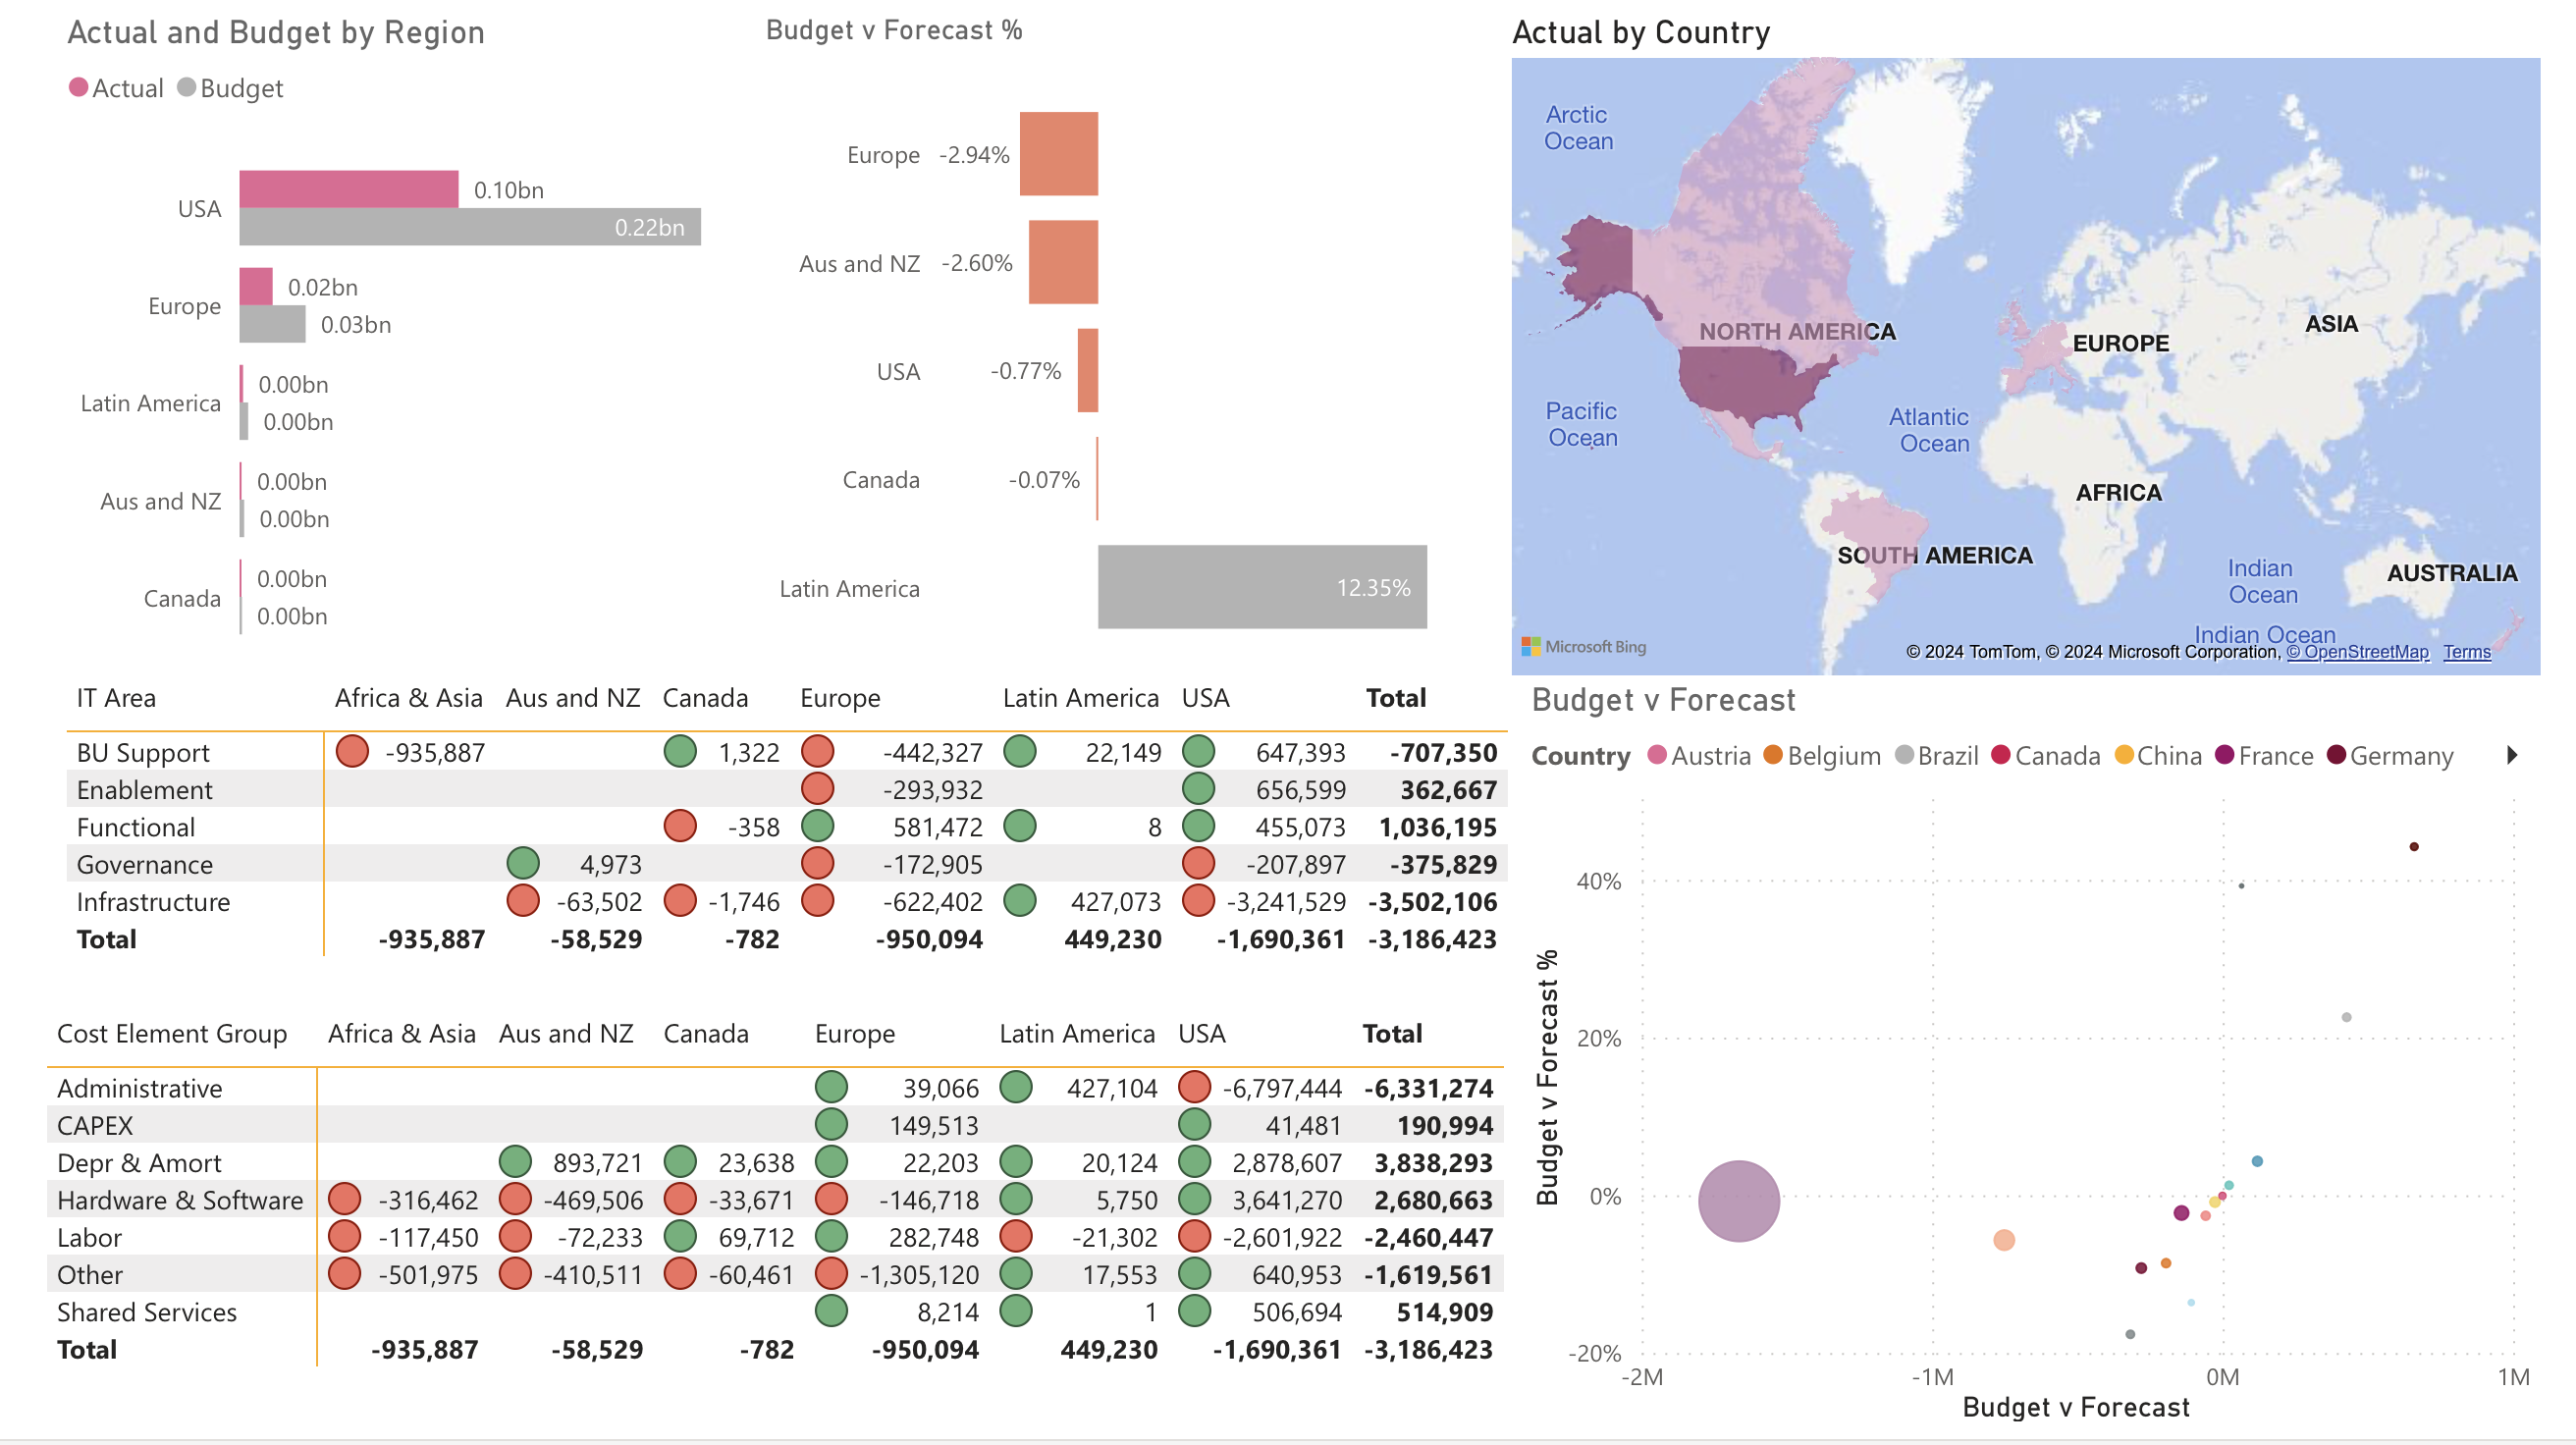 Actual and Budget by Region
Actual Budget
USA
0.10bn
0.22bn
Europe
0.02bn
0.03bn
Latin America
0.00bn
0.00bn
Aus and NZ
0.00bn
0.00bn
Canada
0.00bn
0.00bn
Budget v Forecast %
Europe -2.94%
Aus and NZ -2.60%
USA -0.77%
Canada -0.07%
Latin America 12.35%
Actual by Country
Arctic
Ocean
NORTH AMERICA
EUROPE
ASIA
Pacific
Ocean
Atlantic
Ocean
AFRICA
SOUTH AMERICA
Indian
Ocean
AUSTRALIA
Indian Ocean
Microsoft Bing
© 2024 TomTom, © 2024 Microsoft Corporation, © OpenStreetMap Terms
IT Area Africa & Asia Aus and NZ Canada Europe Latin America USA Total
BU Support -935,887 1,322 -442,327 22,149 647,393 -707,350
Enablement -293,932 656,599 362,667
Functional -358 581,472 8 455,073 1,036,195
Governance 4,973 -172,905 -207,897 -375,829
Infrastructure -63,502 -1,746 -622,402 427,073 -3,241,529 -3,502,106
Total -935,887 -58,529 -782 -950,094 449,230 -1,690,361 -3,186,423
Cost Element Group Africa & Asia Aus and NZ Canada Europe Latin America USA Total
Administrative 39,066 427,104 -6,797,444 -6,331,274
CAPEX 149,513 41,481 190,994
Depr & Amort 893,721 23,638 22,203 20,124 2,878,607 3,838,293
Hardware & Software -316,462 -469,506 -33,671 -146,718 5,750 3,641,270 2,680,663
Labor -117,450 -72,233 69,712 282,748 -21,302 -2,601,922 -2,460,447
Other -501,975 -410,511 -60,461 -1,305,120 17,553 640,953 -1,619,561
Shared Services 8,214 1 506,694 514,909
Total -935,887 -58,529 -782 -950,094 449,230 -1,690,361 -3,186,423
Budget v Forecast
Country Austria Belgium Brazil Canada China France Germany
Budget v Forecast %
40%
20%
0%
-20%
-2M -1M 0M 1M
Budget v Forecast